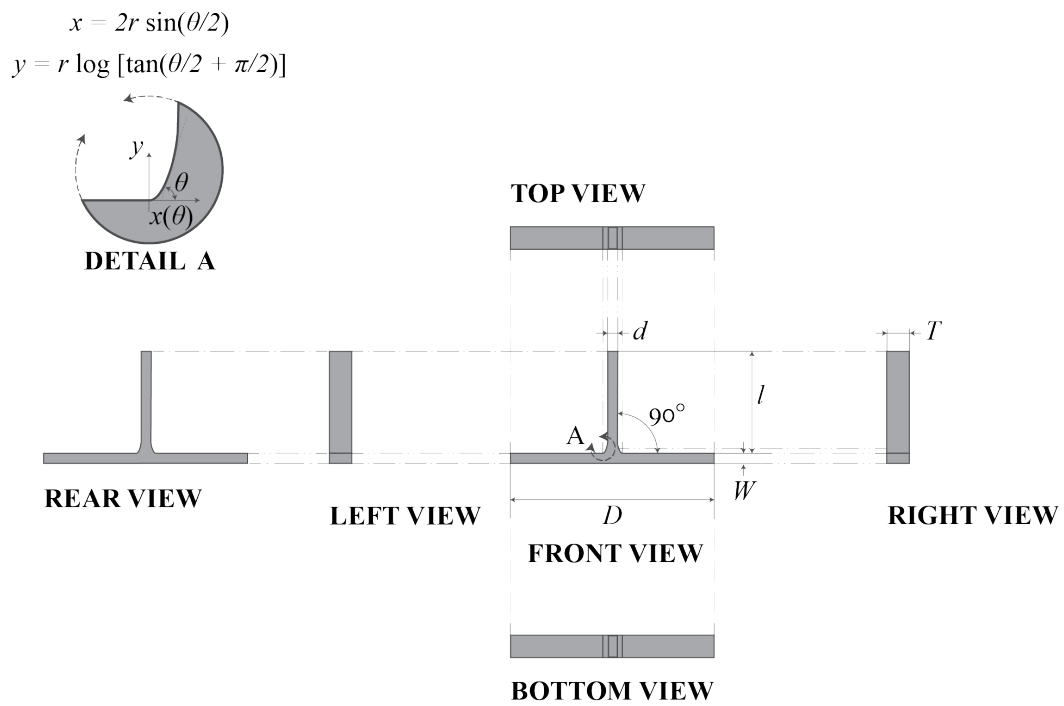 x = 2r sin(θ/2)
y = r log [tan(θ/2 + π/2)]
y
θ
x(θ)
DETAIL A
TOP VIEW
d
T
l
90°
A
W
REAR VIEW
LEFT VIEW
D
RIGHT VIEW
FRONT VIEW
BOTTOM VIEW